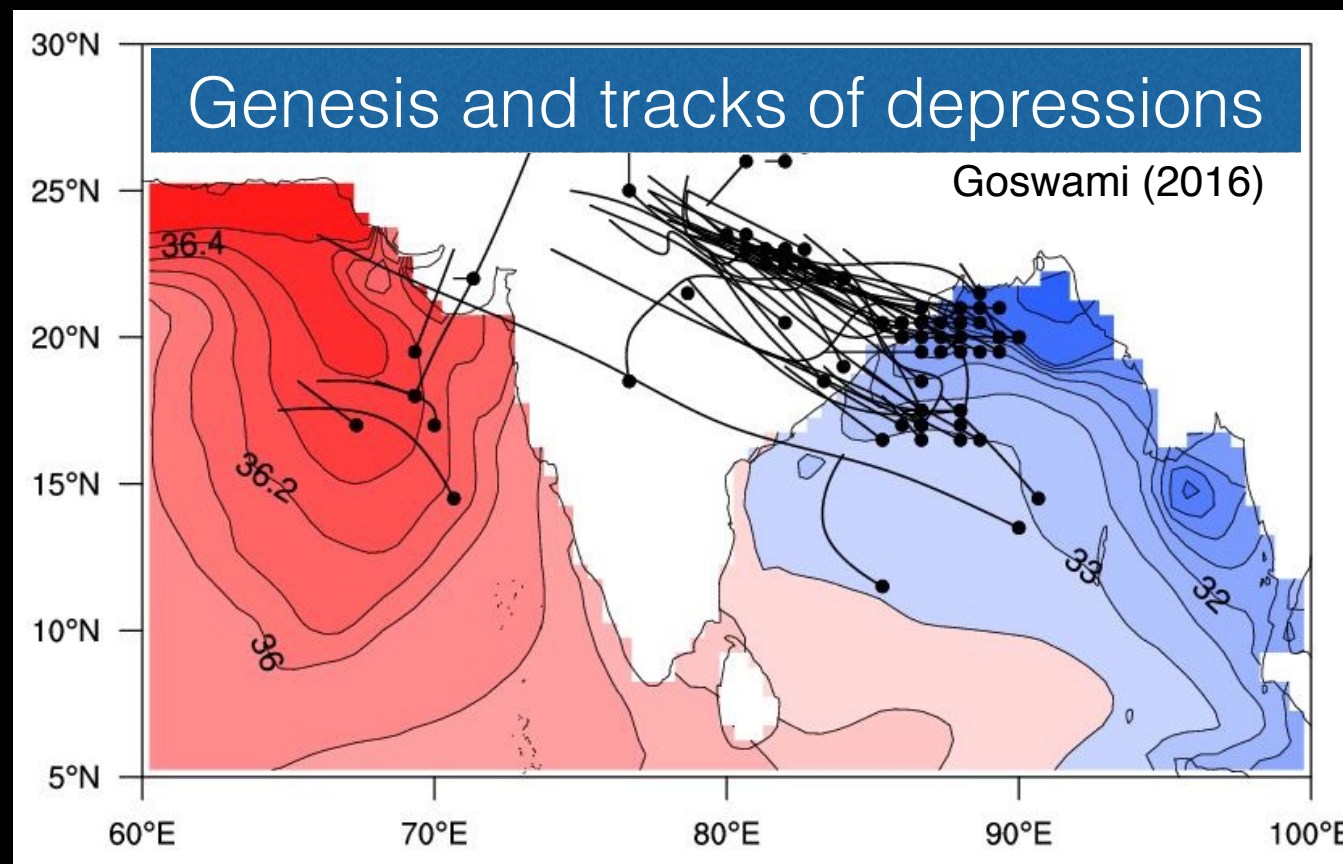 30°N
Genesis and tracks of depressions
Goswami (2016)
25°N
36.4
20°N
36.2
15°N
33
32
10°N
36
5°N
60°E
70°E
80°E
90°E
100°E